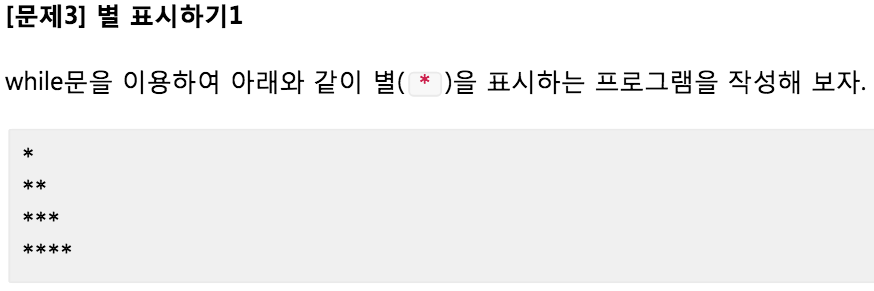 [문제3] 별 표시하기1
while문을 이용하여 아래와 같이 별( * )을 표시하는 프로그램을 작성해 보자.
*
**
***
****